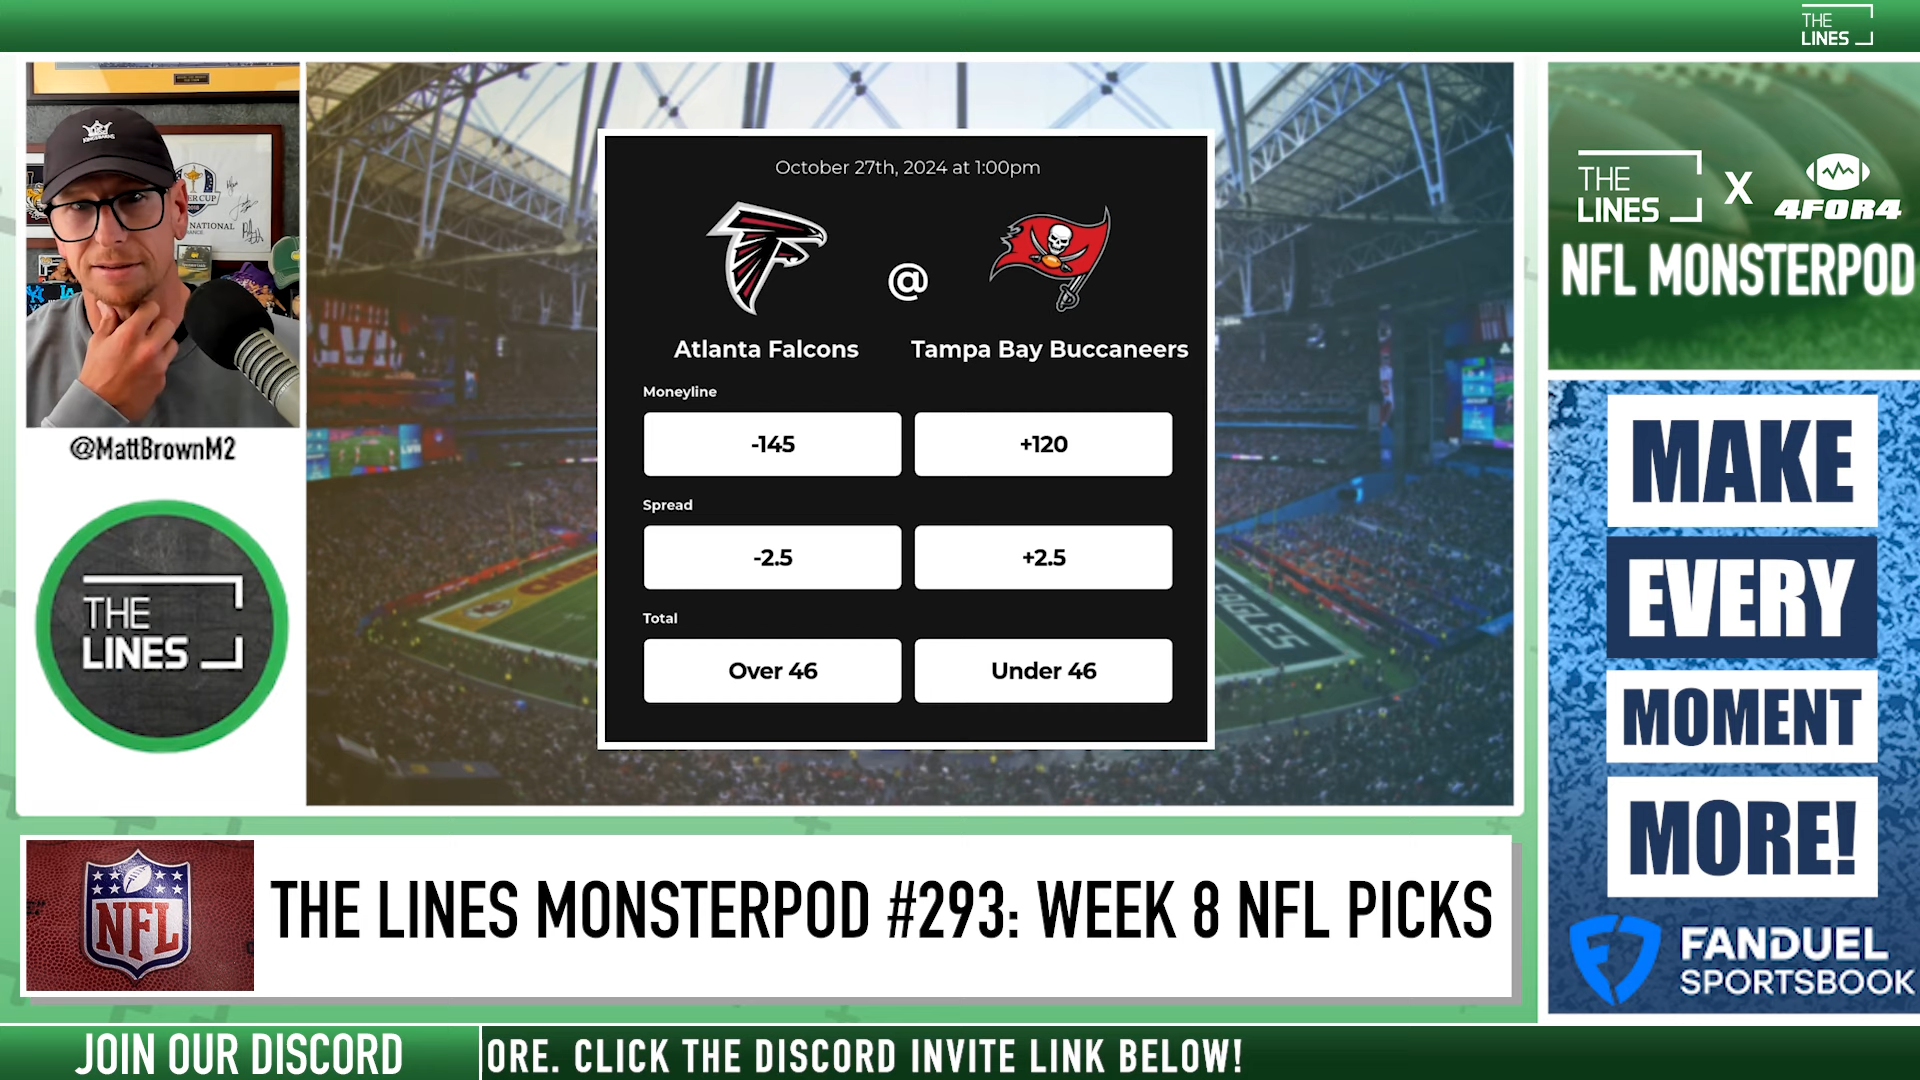 THE
LINES
October 27th, 2024 at 1:00pm
@
Atlanta Falcons
Tampa Bay Buccaneers
Moneyline
-145
+120
Spread
-2.5
+2.5
Total
Over 46
Under 46
@MattBrownM2
THE
LINES
EAGLES
NATIONAL
THE
LINES
X
4FOR4
NFL MONSTERPOD
MAKE
EVERY
MOMENT
MORE!
FANDUEL
SPORTSBOOK
NFL
THE LINES MONSTERPOD #293: WEEK 8 NFL PICKS
JOIN OUR DISCORD
ORE. CLICK THE DISCORD INVITE LINK BELOW!